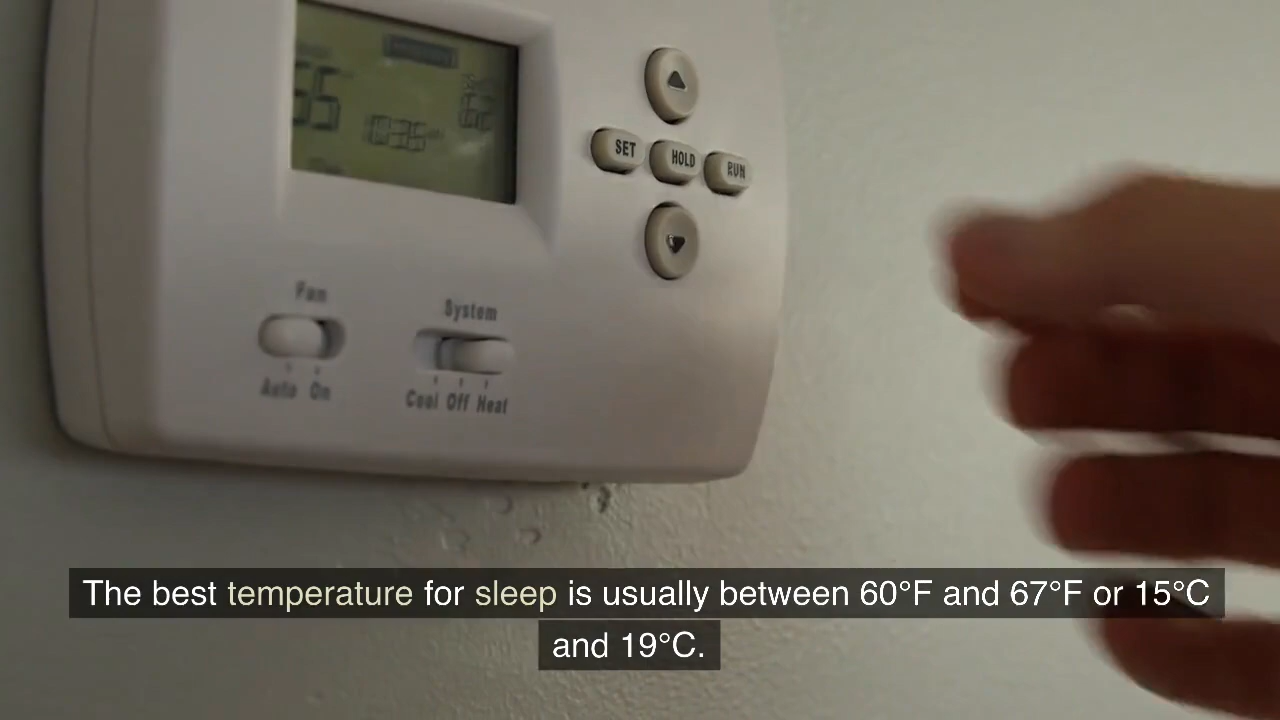 SET
HOLD
RUN
Fan
System
Auto On
Cool Off Heat
The best temperature for sleep is usually between 60°F and 67°F or 15°C
and 19°C.